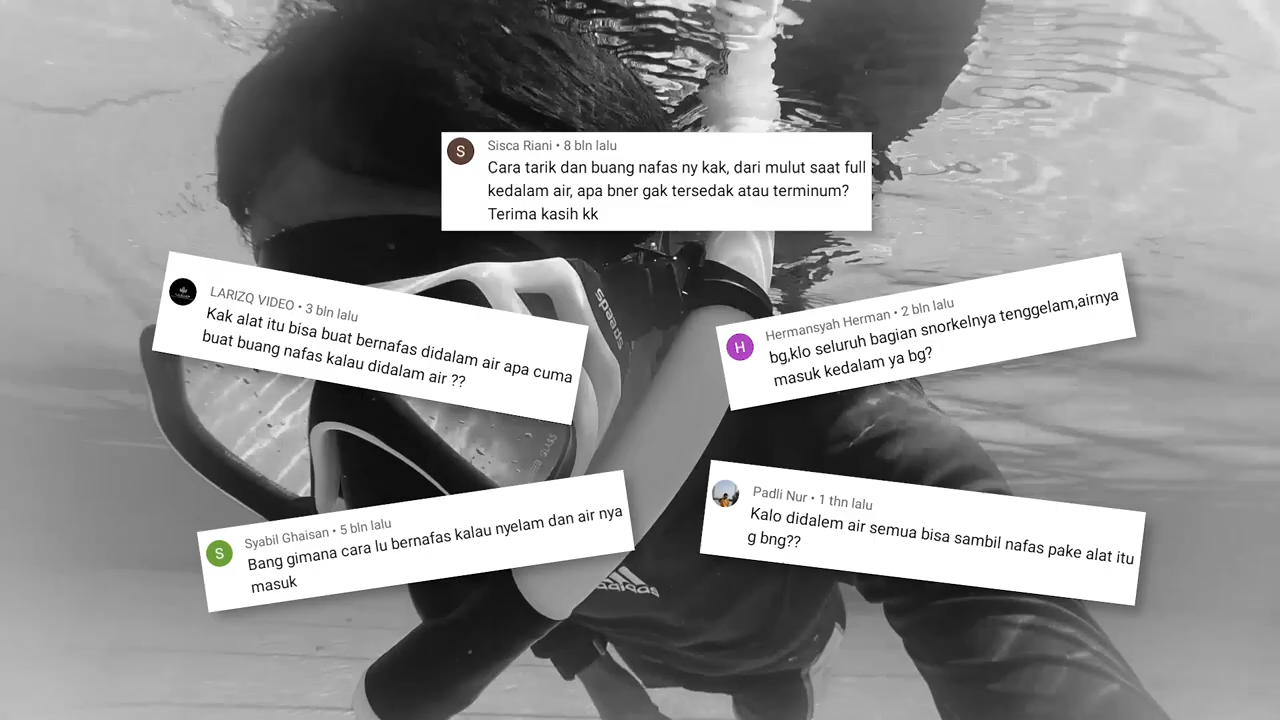 Sisca Riani • 8 bln lalu
Cara tarik dan buang nafas ny kak, dari mulut saat full
kedalam air, apa bner gak tersedak atau terminum?
Terima kasih kk
LARIZQ VIDEO • 3 bln lalu
Kak alat itu bisa buat bernafas didalam air apa cuma
buat buang nafas kalau didalam air ??
Hermansyah Herman • 2 bln lalu
bg,klo seluruh bagian snorkelnya tenggelam,airnya
masuk kedalam ya bg?
Syabil Ghaisan • 5 bln lalu
Bang gimana cara lu bernafas kalau nyelam dan air nya
masuk
Padli Nur • 1 thn lalu
Kalo didalem air semua bisa sambil nafas pake alat itu
g bng??
S
H
S
speeds
adidas